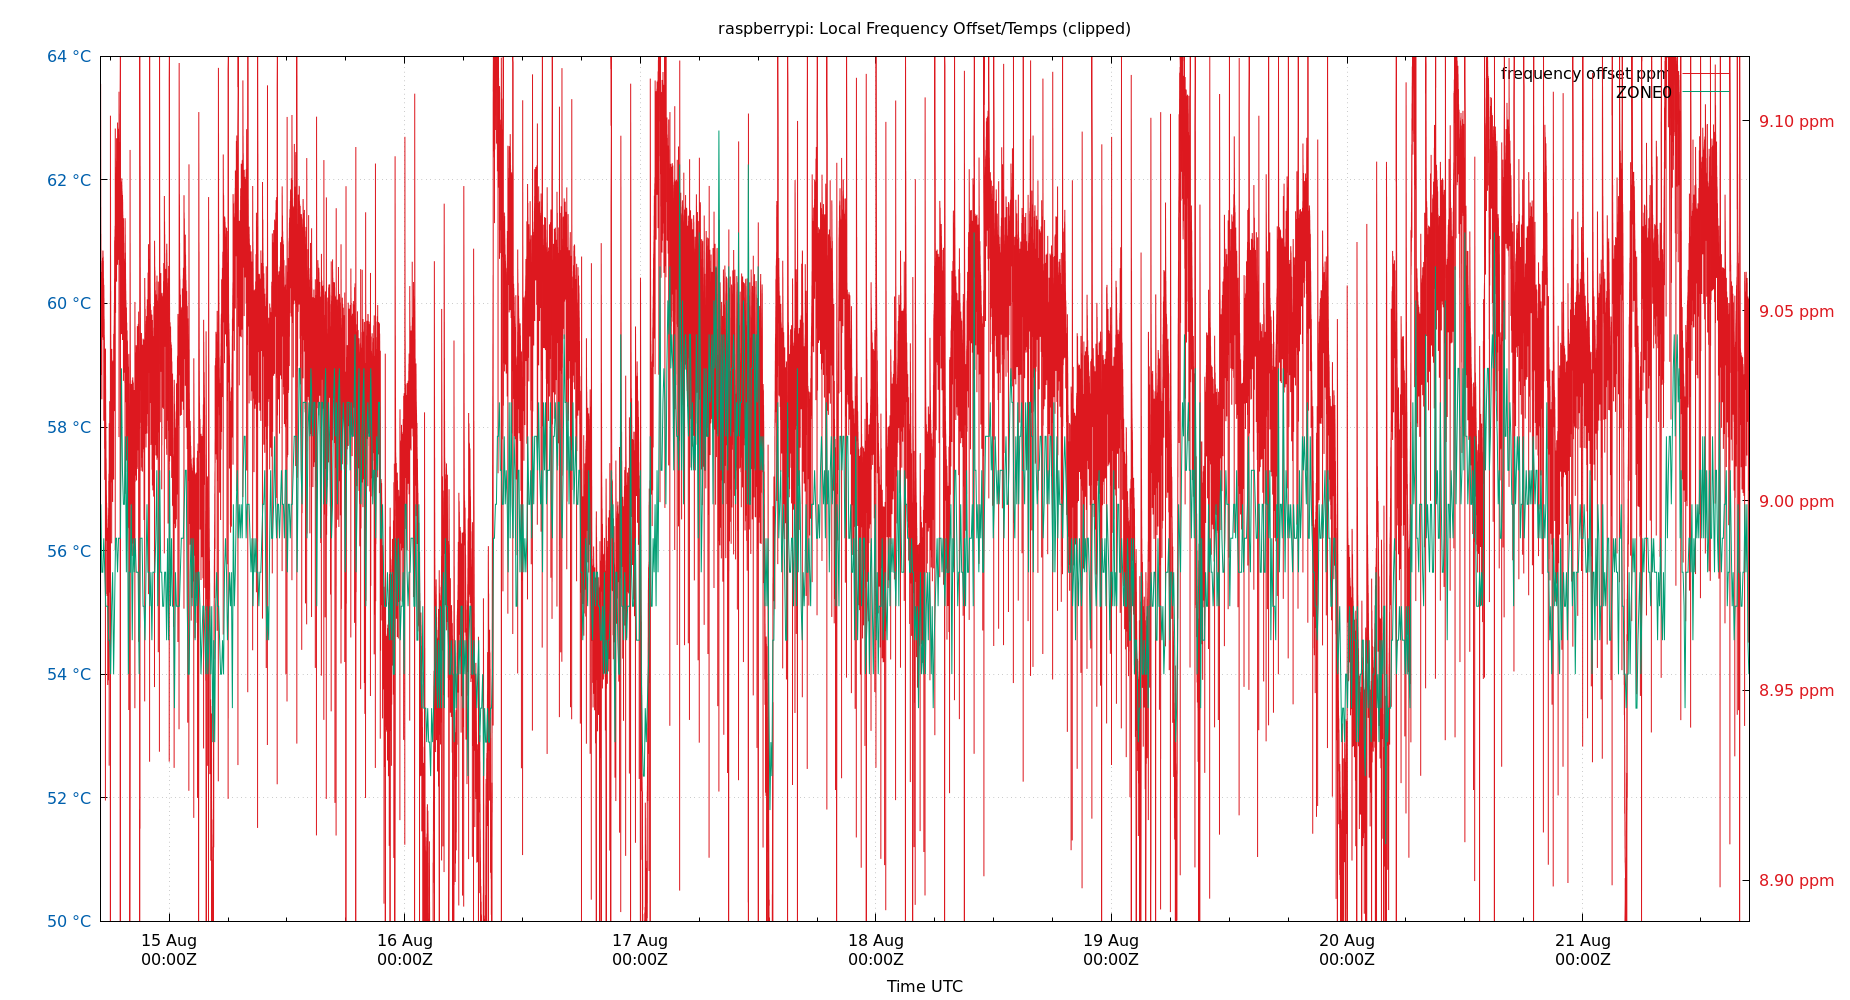 raspberrypi: Local Frequency Offset/Temps (clipped)
64 °C
62 °C
60 °C
58 °C
56 °C
54 °C
52 °C
50 °C
frequency offset ppm
ZONE0
9.10 ppm
9.05 ppm
9.00 ppm
8.95 ppm
8.90 ppm
15 Aug
00:00Z
16 Aug
00:00Z
17 Aug
00:00Z
18 Aug
00:00Z
19 Aug
00:00Z
20 Aug
00:00Z
21 Aug
00:00Z
Time UTC